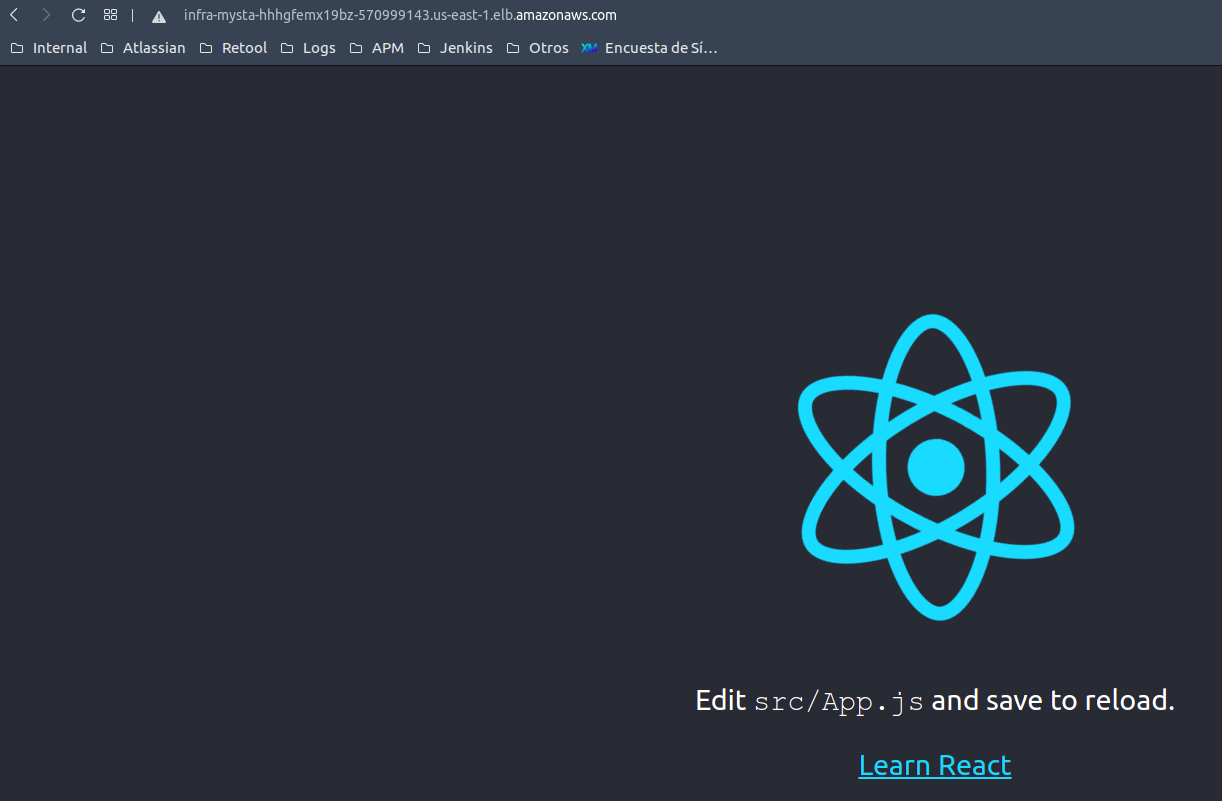 infra-mysta-hhhgfemx19bz-570999143.us-east-1.elb.amazonaws.com
Internal Atlassian Retool Logs APM Jenkins Otros XM Encuesta de Sí…
Edit src/App.js and save to reload.
Learn React